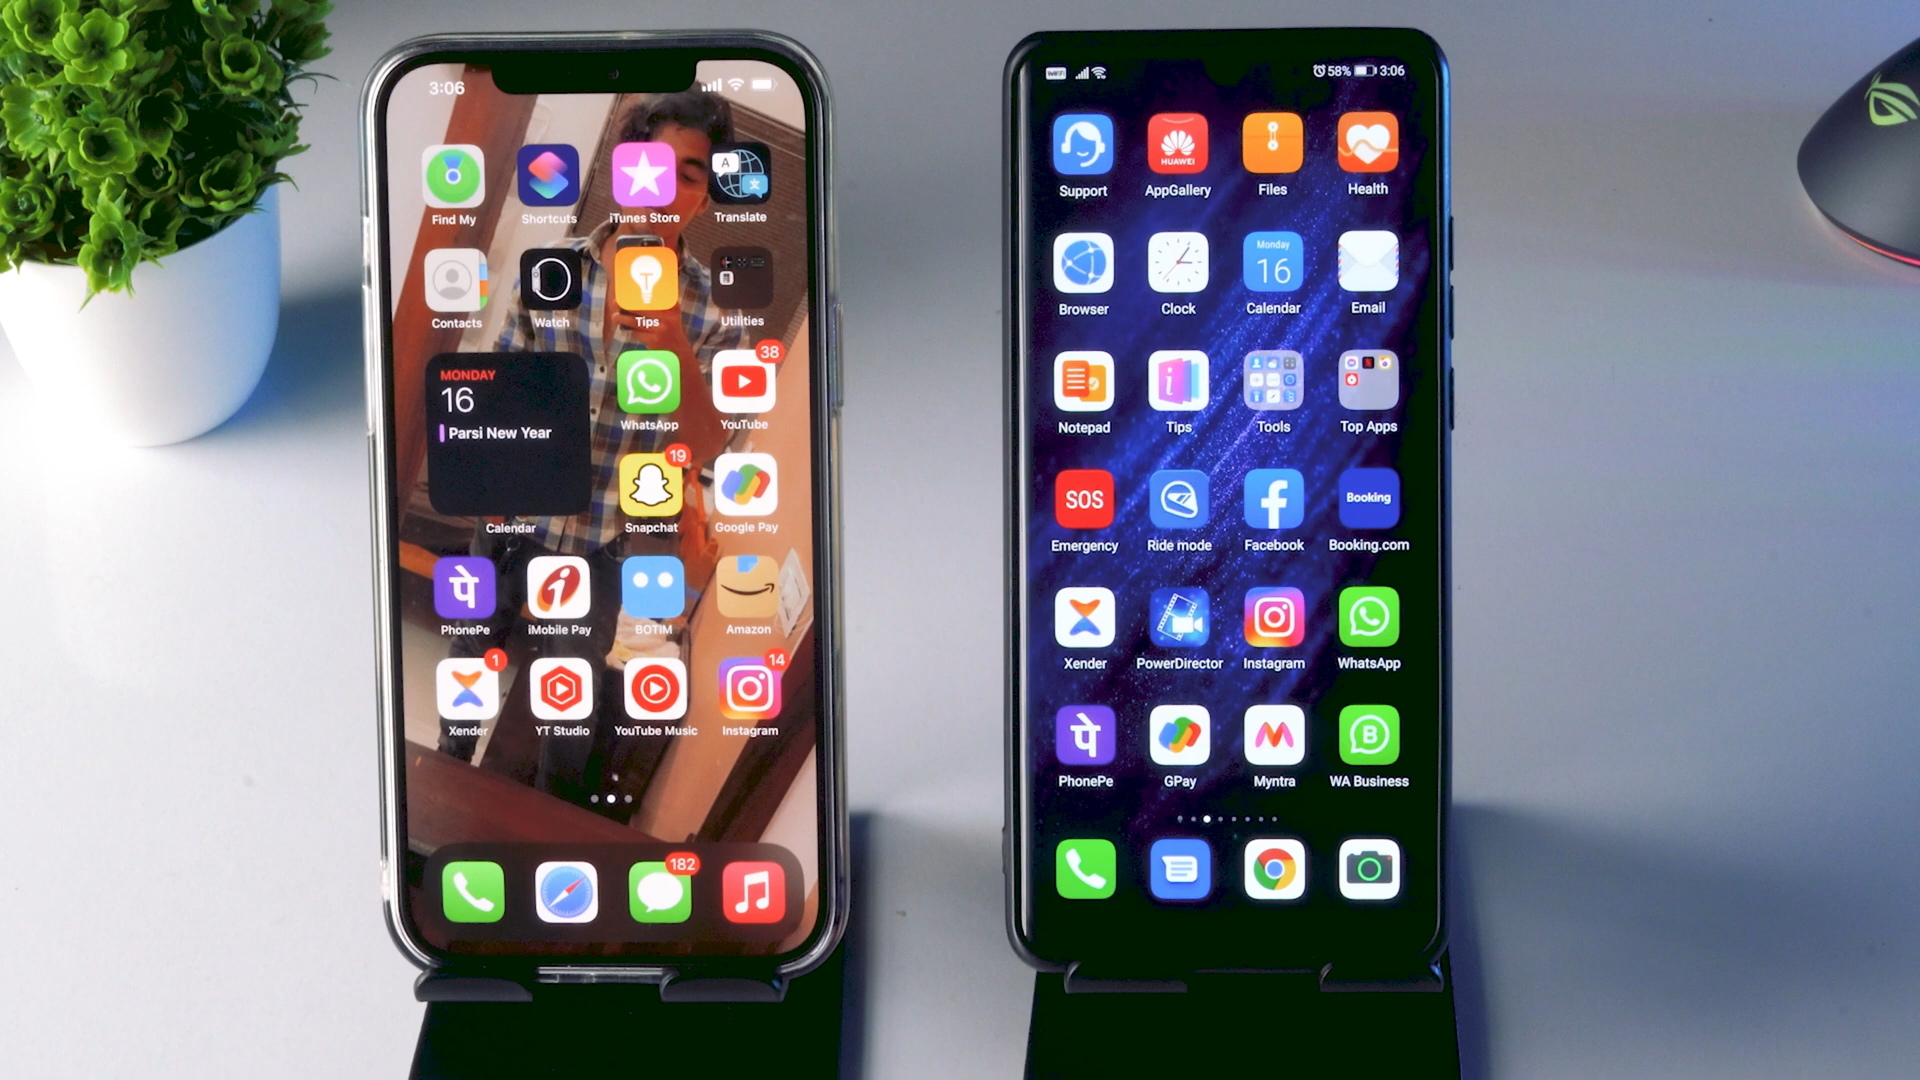 3:06
Find My
Shortcuts
iTunes Store
Translate
Contacts
Watch
Tips
Utilities
MONDAY
16
Parsi New Year
Calendar
WhatsApp
38
YouTube
19
Snapchat
Google Pay
पे
PhonePe
iMobile Pay
BOTIM
Amazon
1
Xender
YT Studio
YouTube Music
14
Instagram
182
58%
3:06
Support
HUAWEI
AppGallery
Files
Health
Browser
Clock
Monday
16
Calendar
Email
Notepad
Tips
Tools
Top Apps
SOS
Emergency
Ride mode
Facebook
Booking
Booking.com
Xender
PowerDirector
Instagram
WhatsApp
पे
PhonePe
GPay
Myntra
B
WA Business